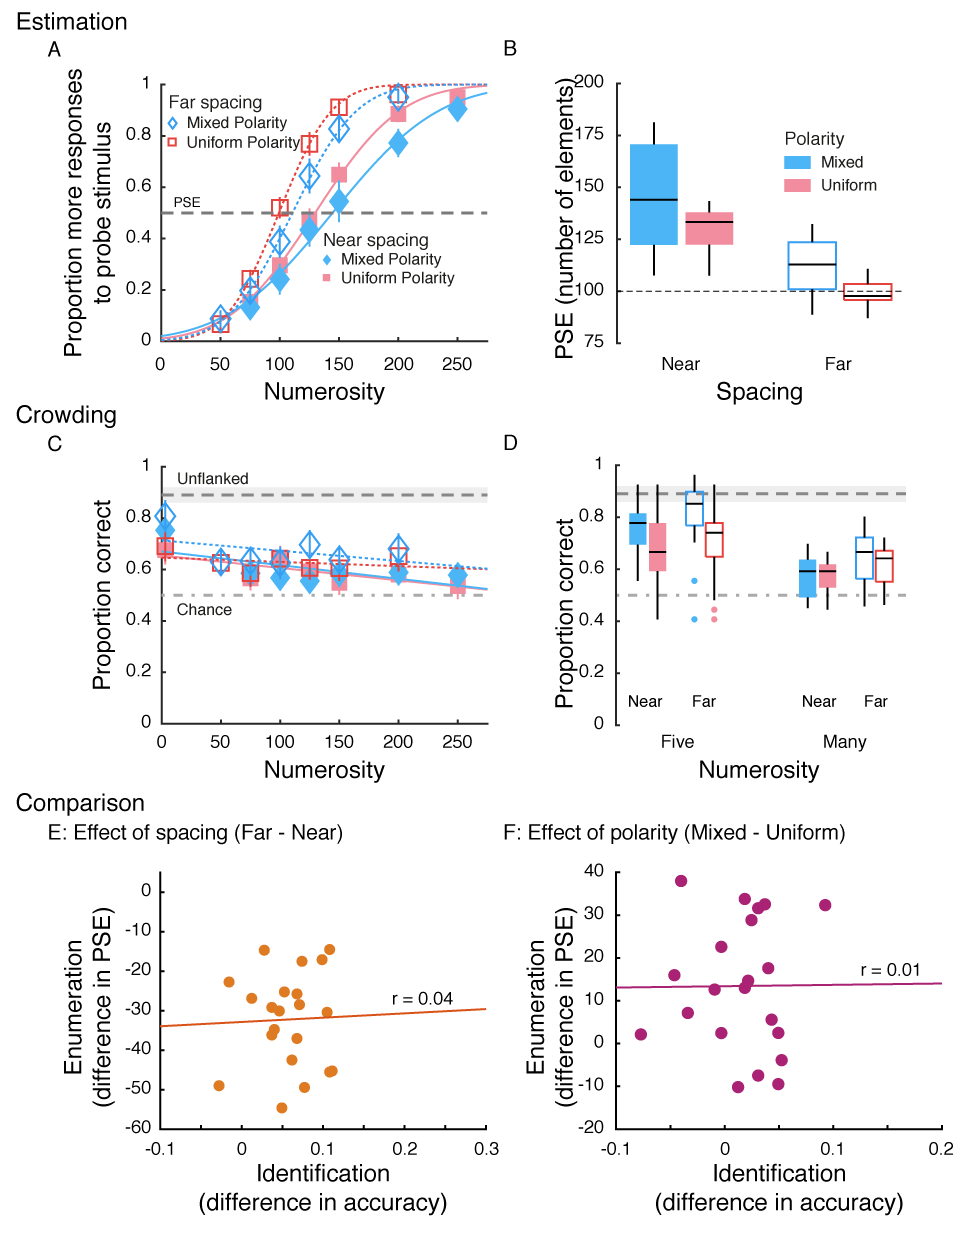 Estimation
A
Proportion more responses
to probe stimulus
1
0.8
0.6
0.4
0.2
0
Far spacing
Mixed Polarity
Uniform Polarity
PSE
Near spacing
Mixed Polarity
Uniform Polarity
0 50 100 150 200 250
Numerosity
B
PSE (number of elements)
200
175
150
125
100
75
Polarity
Mixed
Uniform
Near Far
Spacing
Crowding
C
Proportion correct
1
0.8
0.6
0.4
0.2
0
Unflanked
Chance
0 50 100 150 200 250
Numerosity
D
Proportion correct
1
0.8
0.6
0.4
0.2
0
Near Far Near Far
Five Many
Numerosity
Comparison
E: Effect of spacing (Far - Near)
Enumeration
(difference in PSE)
0
-10
-20
-30
-40
-50
-60
r = 0.04
-0.1 0 0.1 0.2 0.3
Identification
(difference in accuracy)
F: Effect of polarity (Mixed - Uniform)
Enumeration
(difference in PSE)
40
30
20
10
0
-10
-20
r = 0.01
-0.1 0 0.1 0.2
Identification
(difference in accuracy)